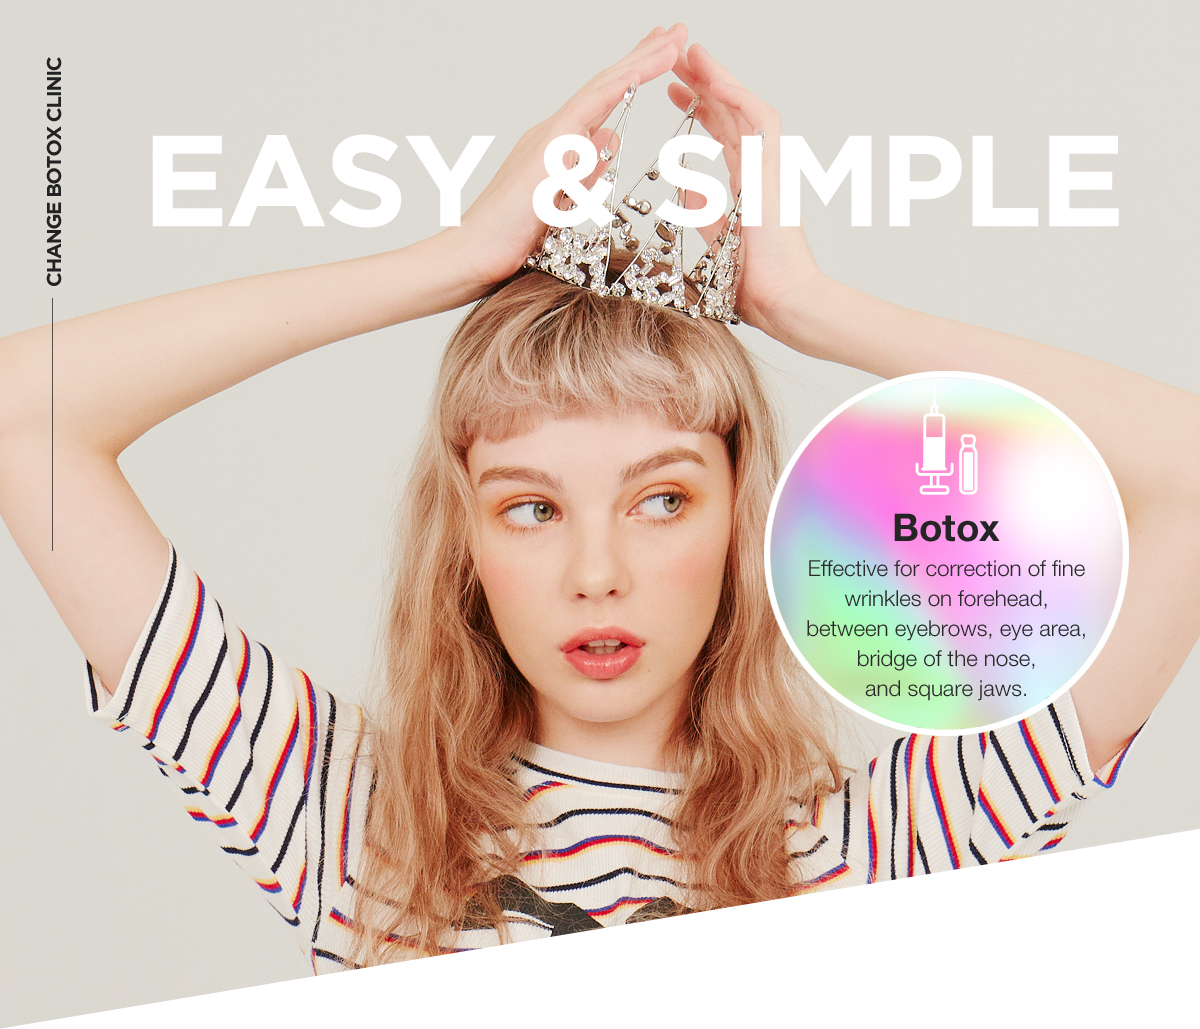 CHANGE BOTOX CLINIC
EASY & SIMPLE
Botox
Effective for correction of fine
wrinkles on forehead,
between eyebrows, eye area,
bridge of the nose,
and square jaws.